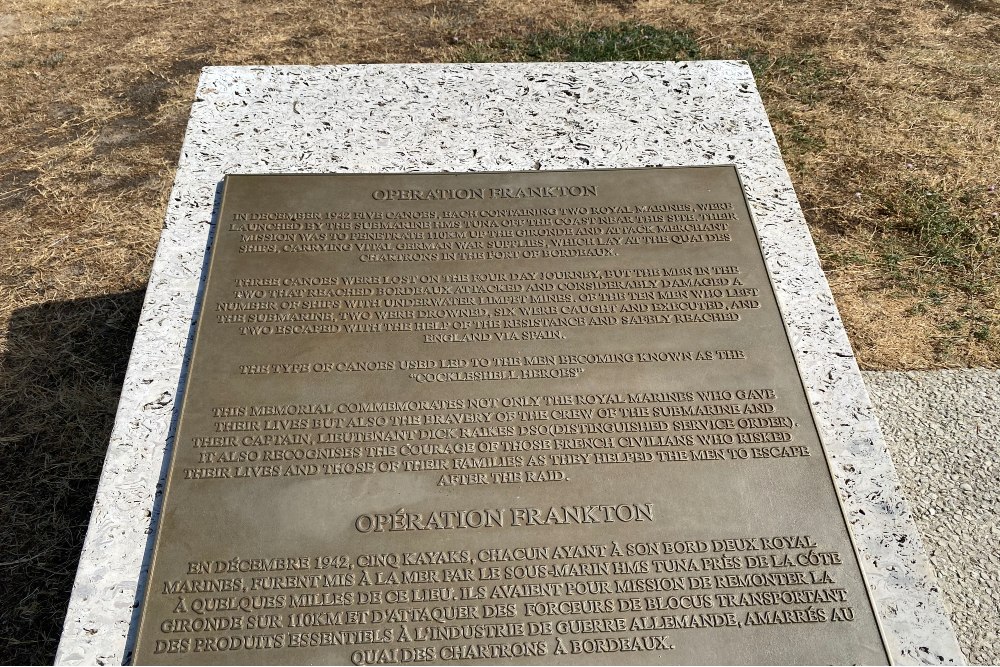 OPERATION FRANKTON
IN DECEMBER 1942 FIVE CANOES, EACH CONTAINING TWO ROYAL MARINES, WERE
LAUNCHED BY THE SUBMARINE HMS TUNA OFF THE COAST NEAR THIS SITE. THEIR
MISSION WAS TO PENETRATE 110KM OF THE GIRONDE AND ATTACK MERCHANT
SHIPS, CARRYING VITAL GERMAN WAR SUPPLIES, WHICH LAY AT THE QUAI DES
CHARTRONS IN THE PORT OF BORDEAUX.
THREE CANOES WERE LOST ON THE FOUR DAY JOURNEY, BUT THE MEN IN THE
TWO THAT REACHED BORDEAUX ATTACKED AND CONSIDERABLY DAMAGED A
NUMBER OF SHIPS WITH UNDERWATER LIMPET MINES. OF THE TEN MEN WHO LEFT
THE SUBMARINE, TWO WERE DROWNED, SIX WERE CAUGHT AND EXECUTED AND
TWO ESCAPED WITH THE HELP OF THE RESISTANCE AND SAFELY REACHED
ENGLAND VIA SPAIN.
THE TYPE OF CANOES USED LED TO THE MEN BECOMING KNOWN AS THE
"COCKLESHELL HEROES"
THIS MEMORIAL COMMEMORATES NOT ONLY THE ROYAL MARINES WHO GAVE
THEIR LIVES BUT ALSO THE BRAVERY OF THE CREW OF THE SUBMARINE AND
THEIR CAPTAIN, LIEUTENANT DICK RAIKES DSO(DISTINGUISHED SERVICE ORDER).
IT ALSO RECOGNISES THE COURAGE OF THOSE FRENCH CIVILIANS WHO RISKED
THEIR LIVES AND THOSE OF THEIR FAMILIES AS THEY HELPED THE MEN TO ESCAPE
AFTER THE RAID.
OPÉRATION FRANKTON
EN DÉCEMBRE 1942, CINQ KAYAKS, CHACUN AYANT À SON BORD DEUX ROYAL
MARINES, FURENT MIS À LA MER PAR LE SOUS-MARIN HMS TUNA PRÈS DE LA CÔTE
À QUELQUES MILLES DE CE LIEU. ILS AVAIENT POUR MISSION DE REMONTER LA
GIRONDE SUR 110KM ET D'ATTAQUER DES FORCEURS DE BLOCUS TRANSPORTANT
DES PRODUITS ESSENTIELS À L'INDUSTRIE DE GUERRE ALLEMANDE, AMARRÉS AU
QUAI DES CHARTRONS À BORDEAUX.